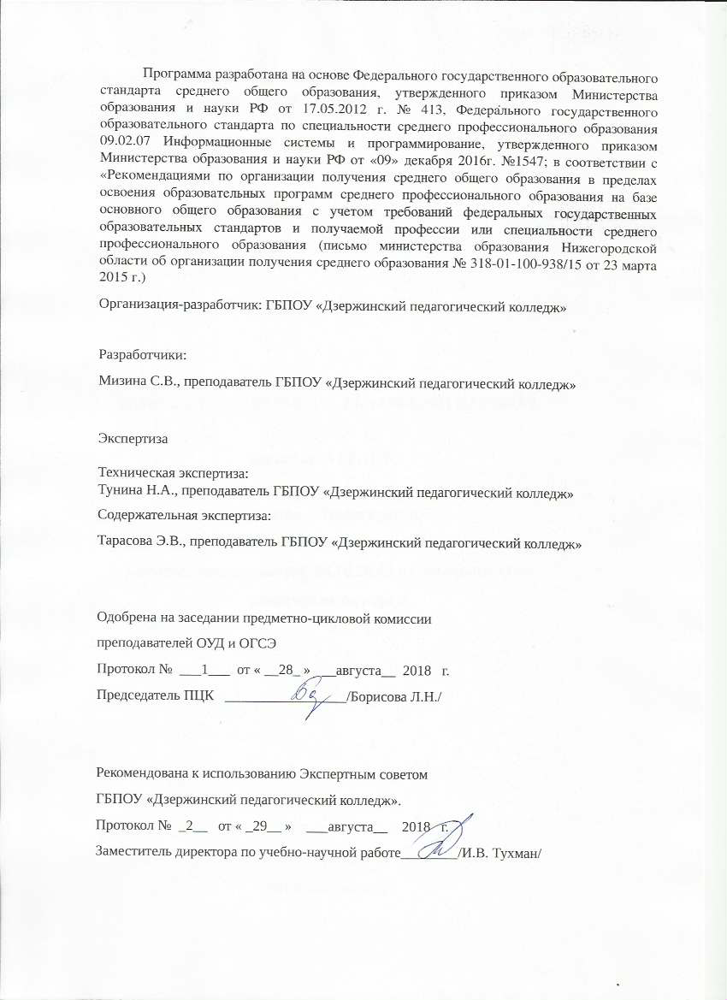 Программа разработана на основе Федерального государственного образовательного
стандарта среднего общего образования, утвержденного приказом Министерства
образования и науки РФ от 17.05.2012 г. № 413, Федерального государственного
образовательного стандарта по специальности среднего профессионального образования
09.02.07 Информационные системы и программирование, утвержденного приказом
Министерства образования и науки РФ от «09» декабря 2016г. №1547; в соответствии с
«Рекомендациями по организации получения среднего общего образования в пределах
освоения образовательных программ среднего профессионального образования на базе
основного общего образования с учетом требований федеральных государственных
образовательных стандартов и получаемой профессии или специальности среднего
профессионального образования (письмо министерства образования Нижегородской
области об организации получения среднего образования № 318-01-100-938/15 от 23 марта
2015 г.)
Организация-разработчик: ГБПОУ «Дзержинский педагогический колледж»
Разработчики:
Мизина С.В., преподаватель ГБПОУ «Дзержинский педагогический колледж»
Экспертиза
Техническая экспертиза:
Тунина Н.А., преподаватель ГБПОУ «Дзержинский педагогический колледж»
Содержательная экспертиза:
Тарасова Э.В., преподаватель ГБПОУ «Дзержинский педагогический колледж»
Одобрена на заседании предметно-цикловой комиссии
преподавателей ОУД и ОГСЭ
Протокол № ___1___ от « __28_ » __августа__ 2018 г.
Председатель ПЦК _________________/Борисова Л.Н./
Рекомендована к использованию Экспертным советом
ГБПОУ «Дзержинский педагогический колледж».
Протокол № _2__ от « _29__ » ___августа__ 2018 г.
Заместитель директора по учебно-научной работе________/И.В. Тухман/